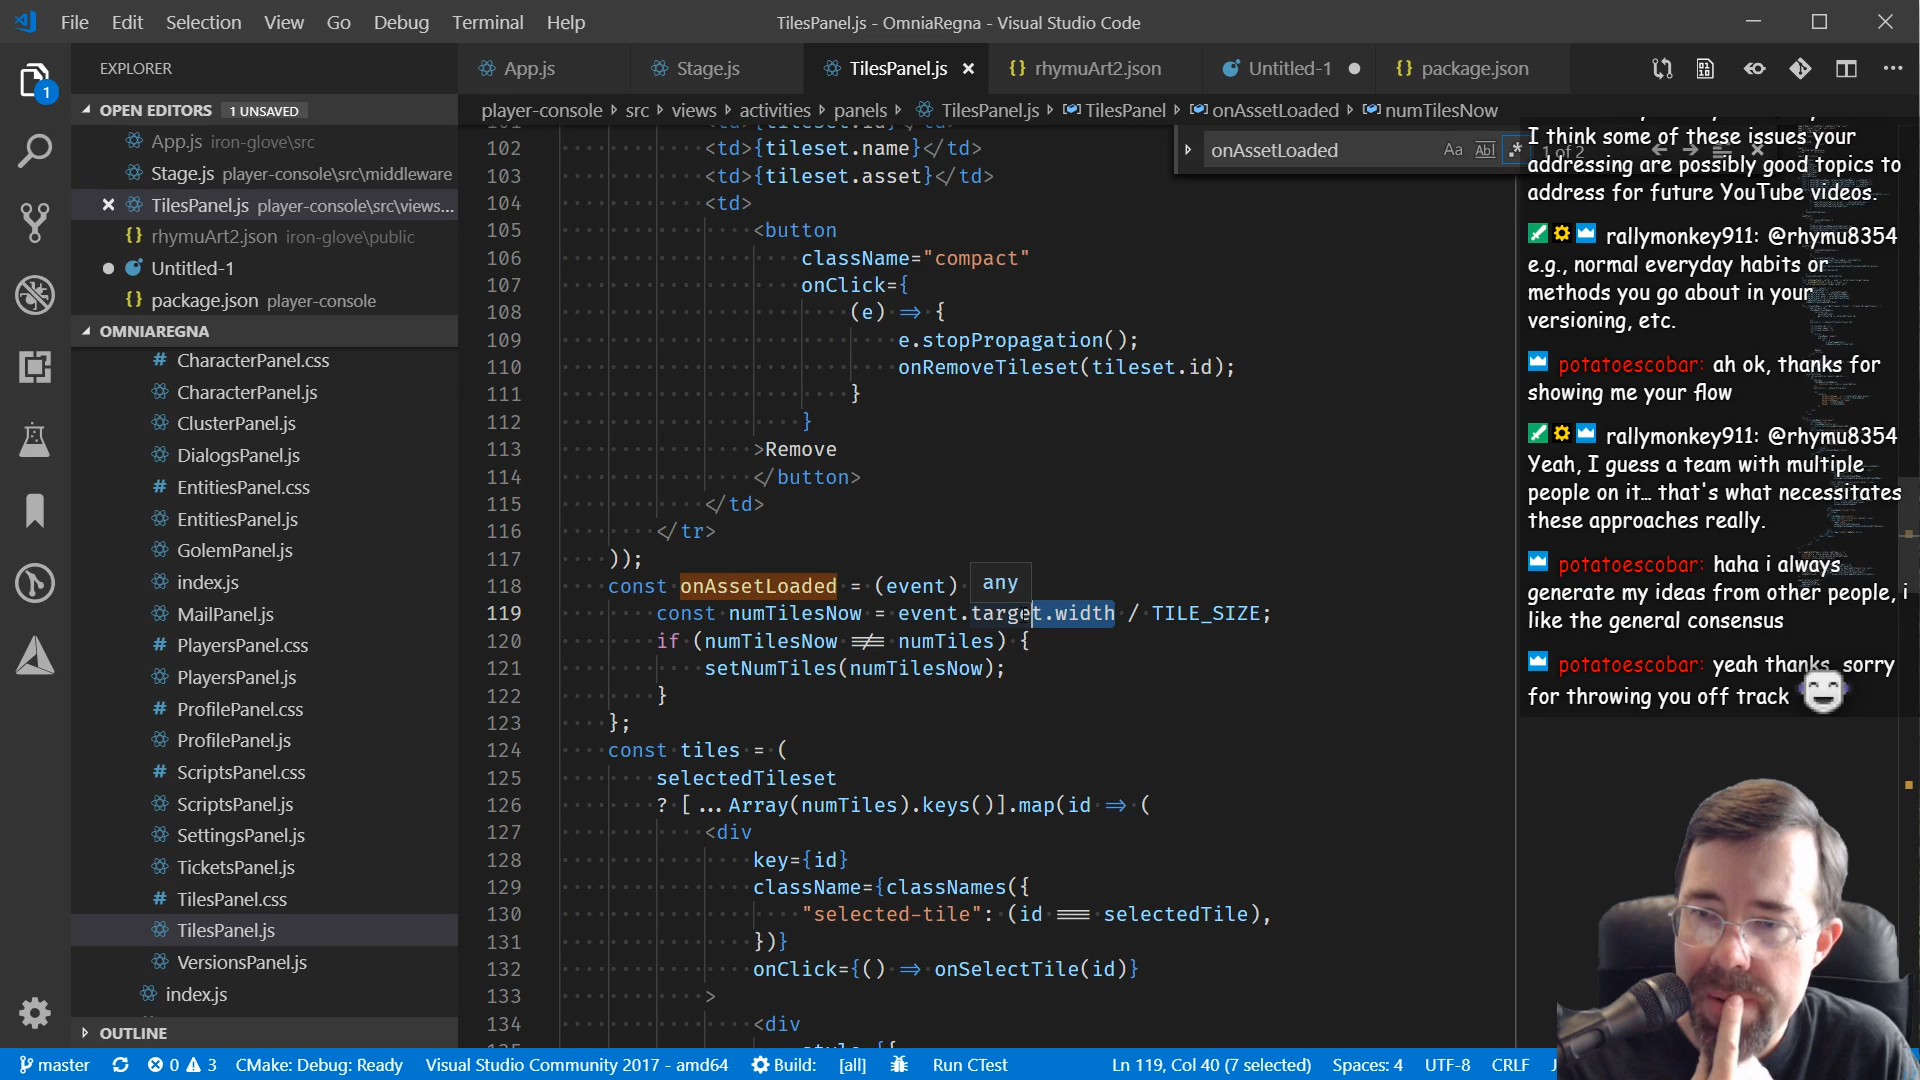 File Edit Selection View Go Debug Terminal Help
TilesPanel.js - OmniaRegna - Visual Studio Code
EXPLORER
App.js
Stage.js
TilesPanel.js
{} rhymuArt2.json
Untitled-1
{} package.json
1
OPEN EDITORS 1 UNSAVED
App.js iron-glove\src
Stage.js player-console\src\middleware
TilesPanel.js player-console\src\views...
{} rhymuArt2.json iron-glove\public
Untitled-1
{} package.json player-console
OMNIAREGNA
# CharacterPanel.css
CharacterPanel.js
ClusterPanel.js
DialogsPanel.js
# EntitiesPanel.css
EntitiesPanel.js
GolemPanel.js
index.js
MailPanel.js
# PlayersPanel.css
PlayersPanel.js
# ProfilePanel.css
ProfilePanel.js
# ScriptsPanel.css
ScriptsPanel.js
SettingsPanel.js
TicketsPanel.js
# TilesPanel.css
TilesPanel.js
VersionsPanel.js
index.js
OUTLINE
player-console › src › views › activities › panels › TilesPanel.js › TilesPanel › onAssetLoaded › numTilesNow
onAssetLoaded Aa Abl .* 1 of 2
102 <td>{tileset.name}</td>
103 <td>{tileset.asset}</td>
104 <td>
105 <button
106 className="compact"
107 onClick={
108 (e) => {
109 e.stopPropagation();
110 onRemoveTileset(tileset.id);
111 }
112 }
113 >Remove
114 </button>
115 </td>
116 </tr>
117 ));
118 const onAssetLoaded = (event)
any
119 const numTilesNow = event.target.width / TILE_SIZE;
120 if (numTilesNow !== numTiles) {
121 setNumTiles(numTilesNow);
122 }
123 };
124 const tiles = (
125 selectedTileset
126 ? [...Array(numTiles).keys()].map(id => (
127 <div
128 key={id}
129 className={classNames({
130 "selected-tile": (id === selectedTile),
131 })}
132 onClick={() => onSelectTile(id)}
133 >
134 <div
I think some of these issues your
addressing are possibly good topics to
address for future YouTube videos.
rallymonkey911: @rhymu8354
e.g., normal everyday habits or
methods you go about in your
versioning, etc.
potatoescobar: ah ok, thanks for
showing me your flow
rallymonkey911: @rhymu8354
Yeah, I guess a team with multiple
people on it... that's what necessitates
these approaches really.
potatoescobar: haha i always
generate my ideas from other people, i
like the general consensus
potatoescobar: yeah thanks, sorry
for throwing you off track
master 0 3 CMake: Debug: Ready Visual Studio Community 2017 - amd64 Build: [all] Run CTest Ln 119, Col 40 (7 selected) Spaces: 4 UTF-8 CRLF